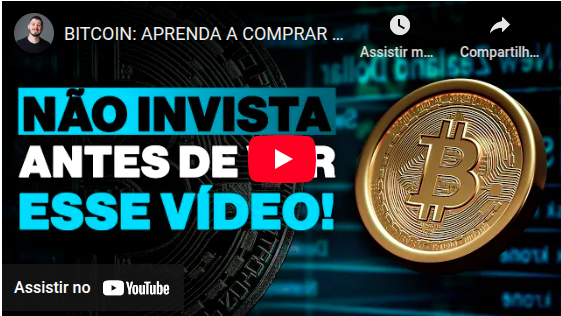 BITCOIN: APRENDA A COMPRAR ...
Assistir m...
Compartilh...
NÃO INVISTA
ANTES DE
ESSE VÍDEO!
Assistir no YouTube